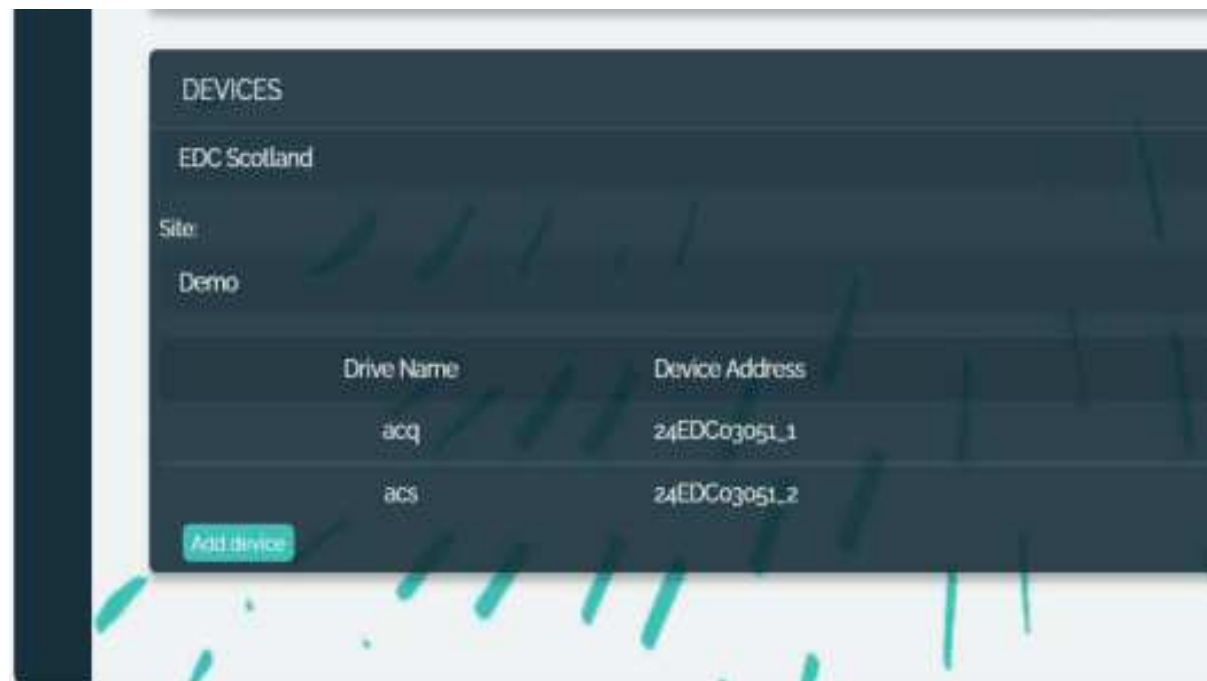 DEVICES
EDC Scotland
Site:
Demo
Drive Name Device Address
acq 24EDC03051_1
acs 24EDC03051_2
Add device